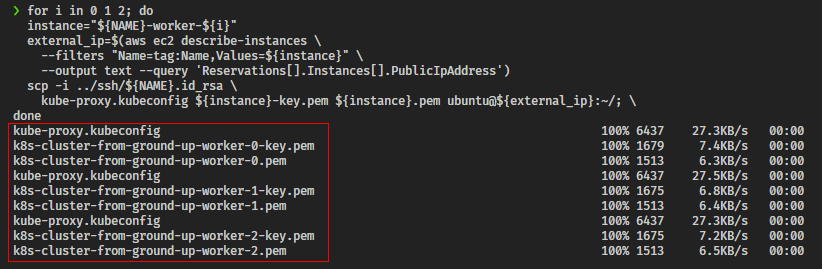 ❯ for i in 0 1 2; do
  instance="${NAME}-worker-${i}"
  external_ip=$(aws ec2 describe-instances \
    --filters "Name=tag:Name,Values=${instance}" \
    --output text --query 'Reservations[].Instances[].PublicIpAddress')
  scp -i ../ssh/${NAME}.id_rsa \
    kube-proxy.kubeconfig ${instance}-key.pem ${instance}.pem ubuntu@${external_ip}:~/; \
done
kube-proxy.kubeconfig 100% 6437 27.3KB/s 00:00
k8s-cluster-from-ground-up-worker-0-key.pem 100% 1679 7.4KB/s 00:00
k8s-cluster-from-ground-up-worker-0.pem 100% 1513 6.3KB/s 00:00
kube-proxy.kubeconfig 100% 6437 27.5KB/s 00:00
k8s-cluster-from-ground-up-worker-1-key.pem 100% 1675 6.8KB/s 00:00
k8s-cluster-from-ground-up-worker-1.pem 100% 1513 6.4KB/s 00:00
kube-proxy.kubeconfig 100% 6437 27.3KB/s 00:00
k8s-cluster-from-ground-up-worker-2-key.pem 100% 1675 7.2KB/s 00:00
k8s-cluster-from-ground-up-worker-2.pem 100% 1513 6.5KB/s 00:00